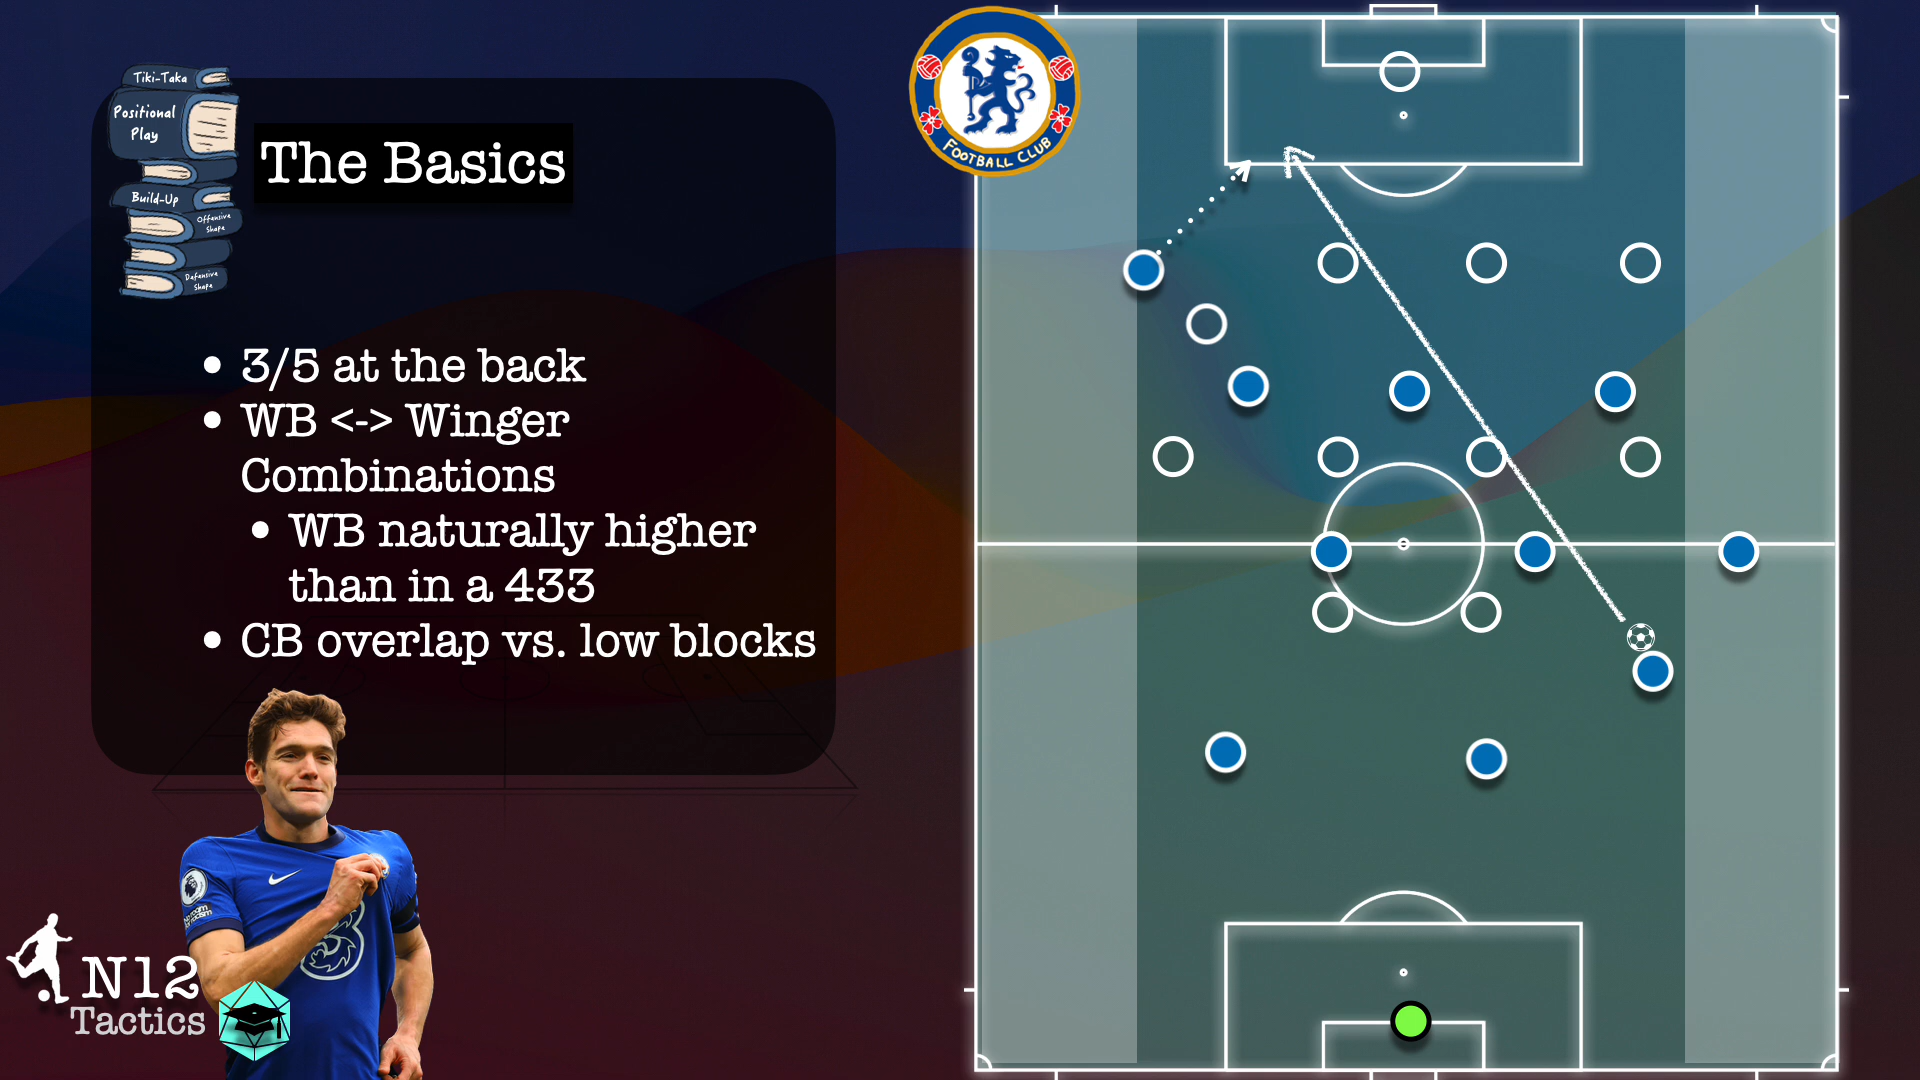 Tiki-Taka
Positional
Play
Build-Up
Offensive
Shape
Defensive
Shape
The Basics
• 3/5 at the back
• WB <-> Winger
Combinations
• WB naturally higher
than in a 433
• CB overlap vs. low blocks
FOOTBALL CLUB
3
N12
Tactics